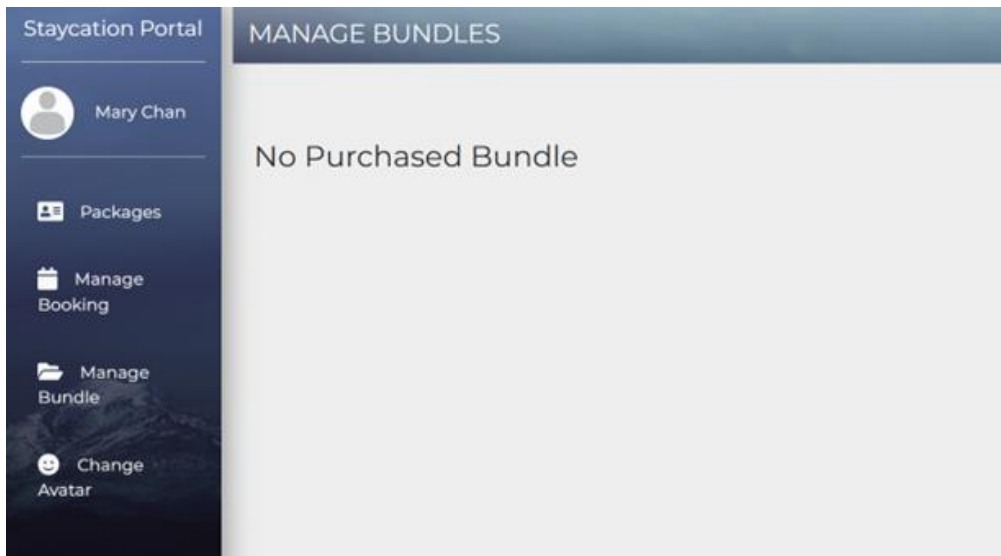 Staycation Portal
MANAGE BUNDLES
Mary Chan
No Purchased Bundle
Packages
Manage
Booking
Manage
Bundle
Change
Avatar